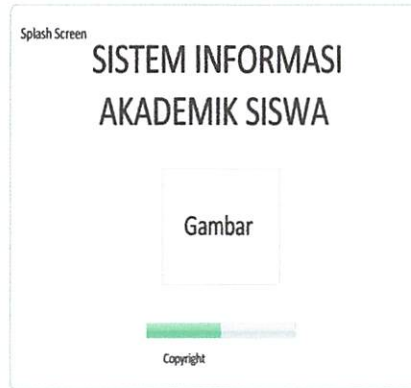 Splash Screen
SISTEM INFORMASI
AKADEMIK SISWA
Gambar
Copyright